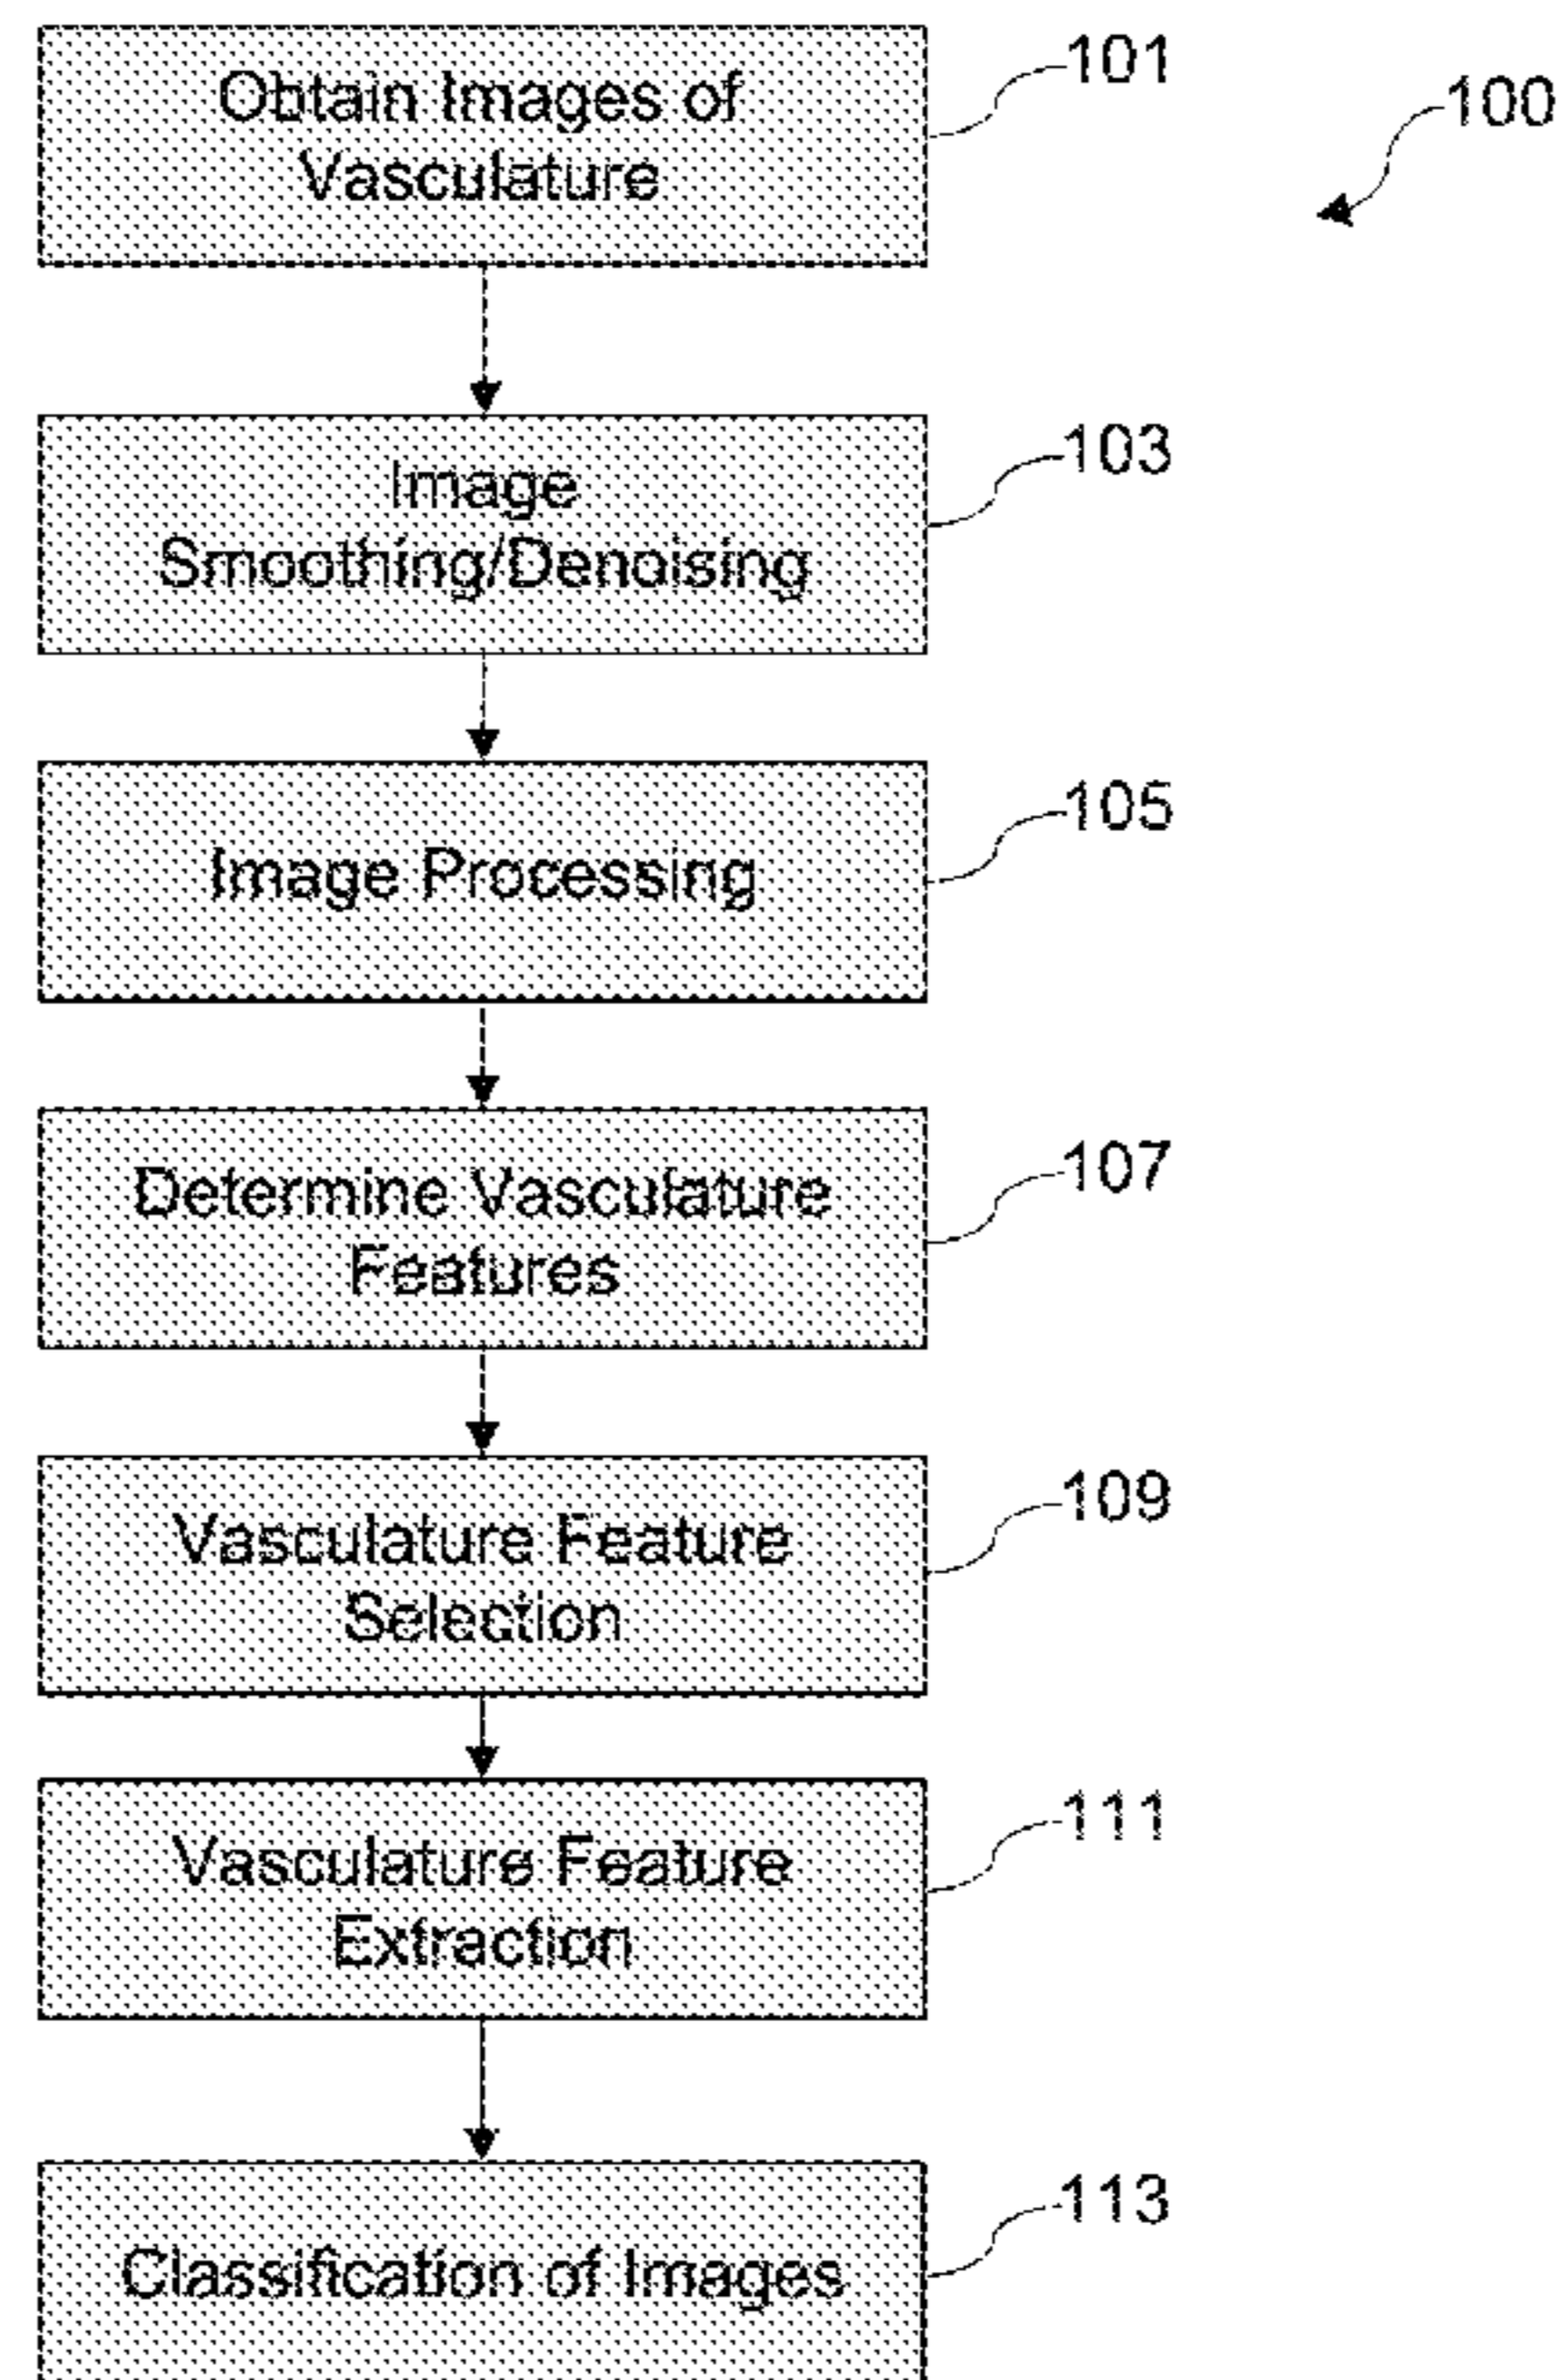 Obtain Images of
Vasculature
101
100
Image
Smoothing/Denoising
103
Image Processing
105
Determine Vasculature
Features
107
Vasculature Feature
Selection
109
Vasculature Feature
Extraction
111
Classification of Images
113